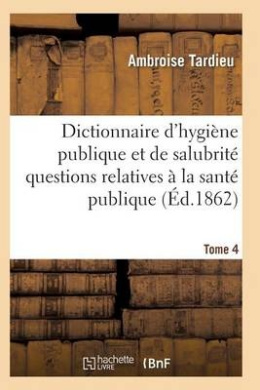 Ambroise Tardieu
Dictionnaire d'hygiène
publique et de salubrité
questions relatives à la santé
publique (Éd.1862)
Tome 4
hachette
LIVRE
{BnF